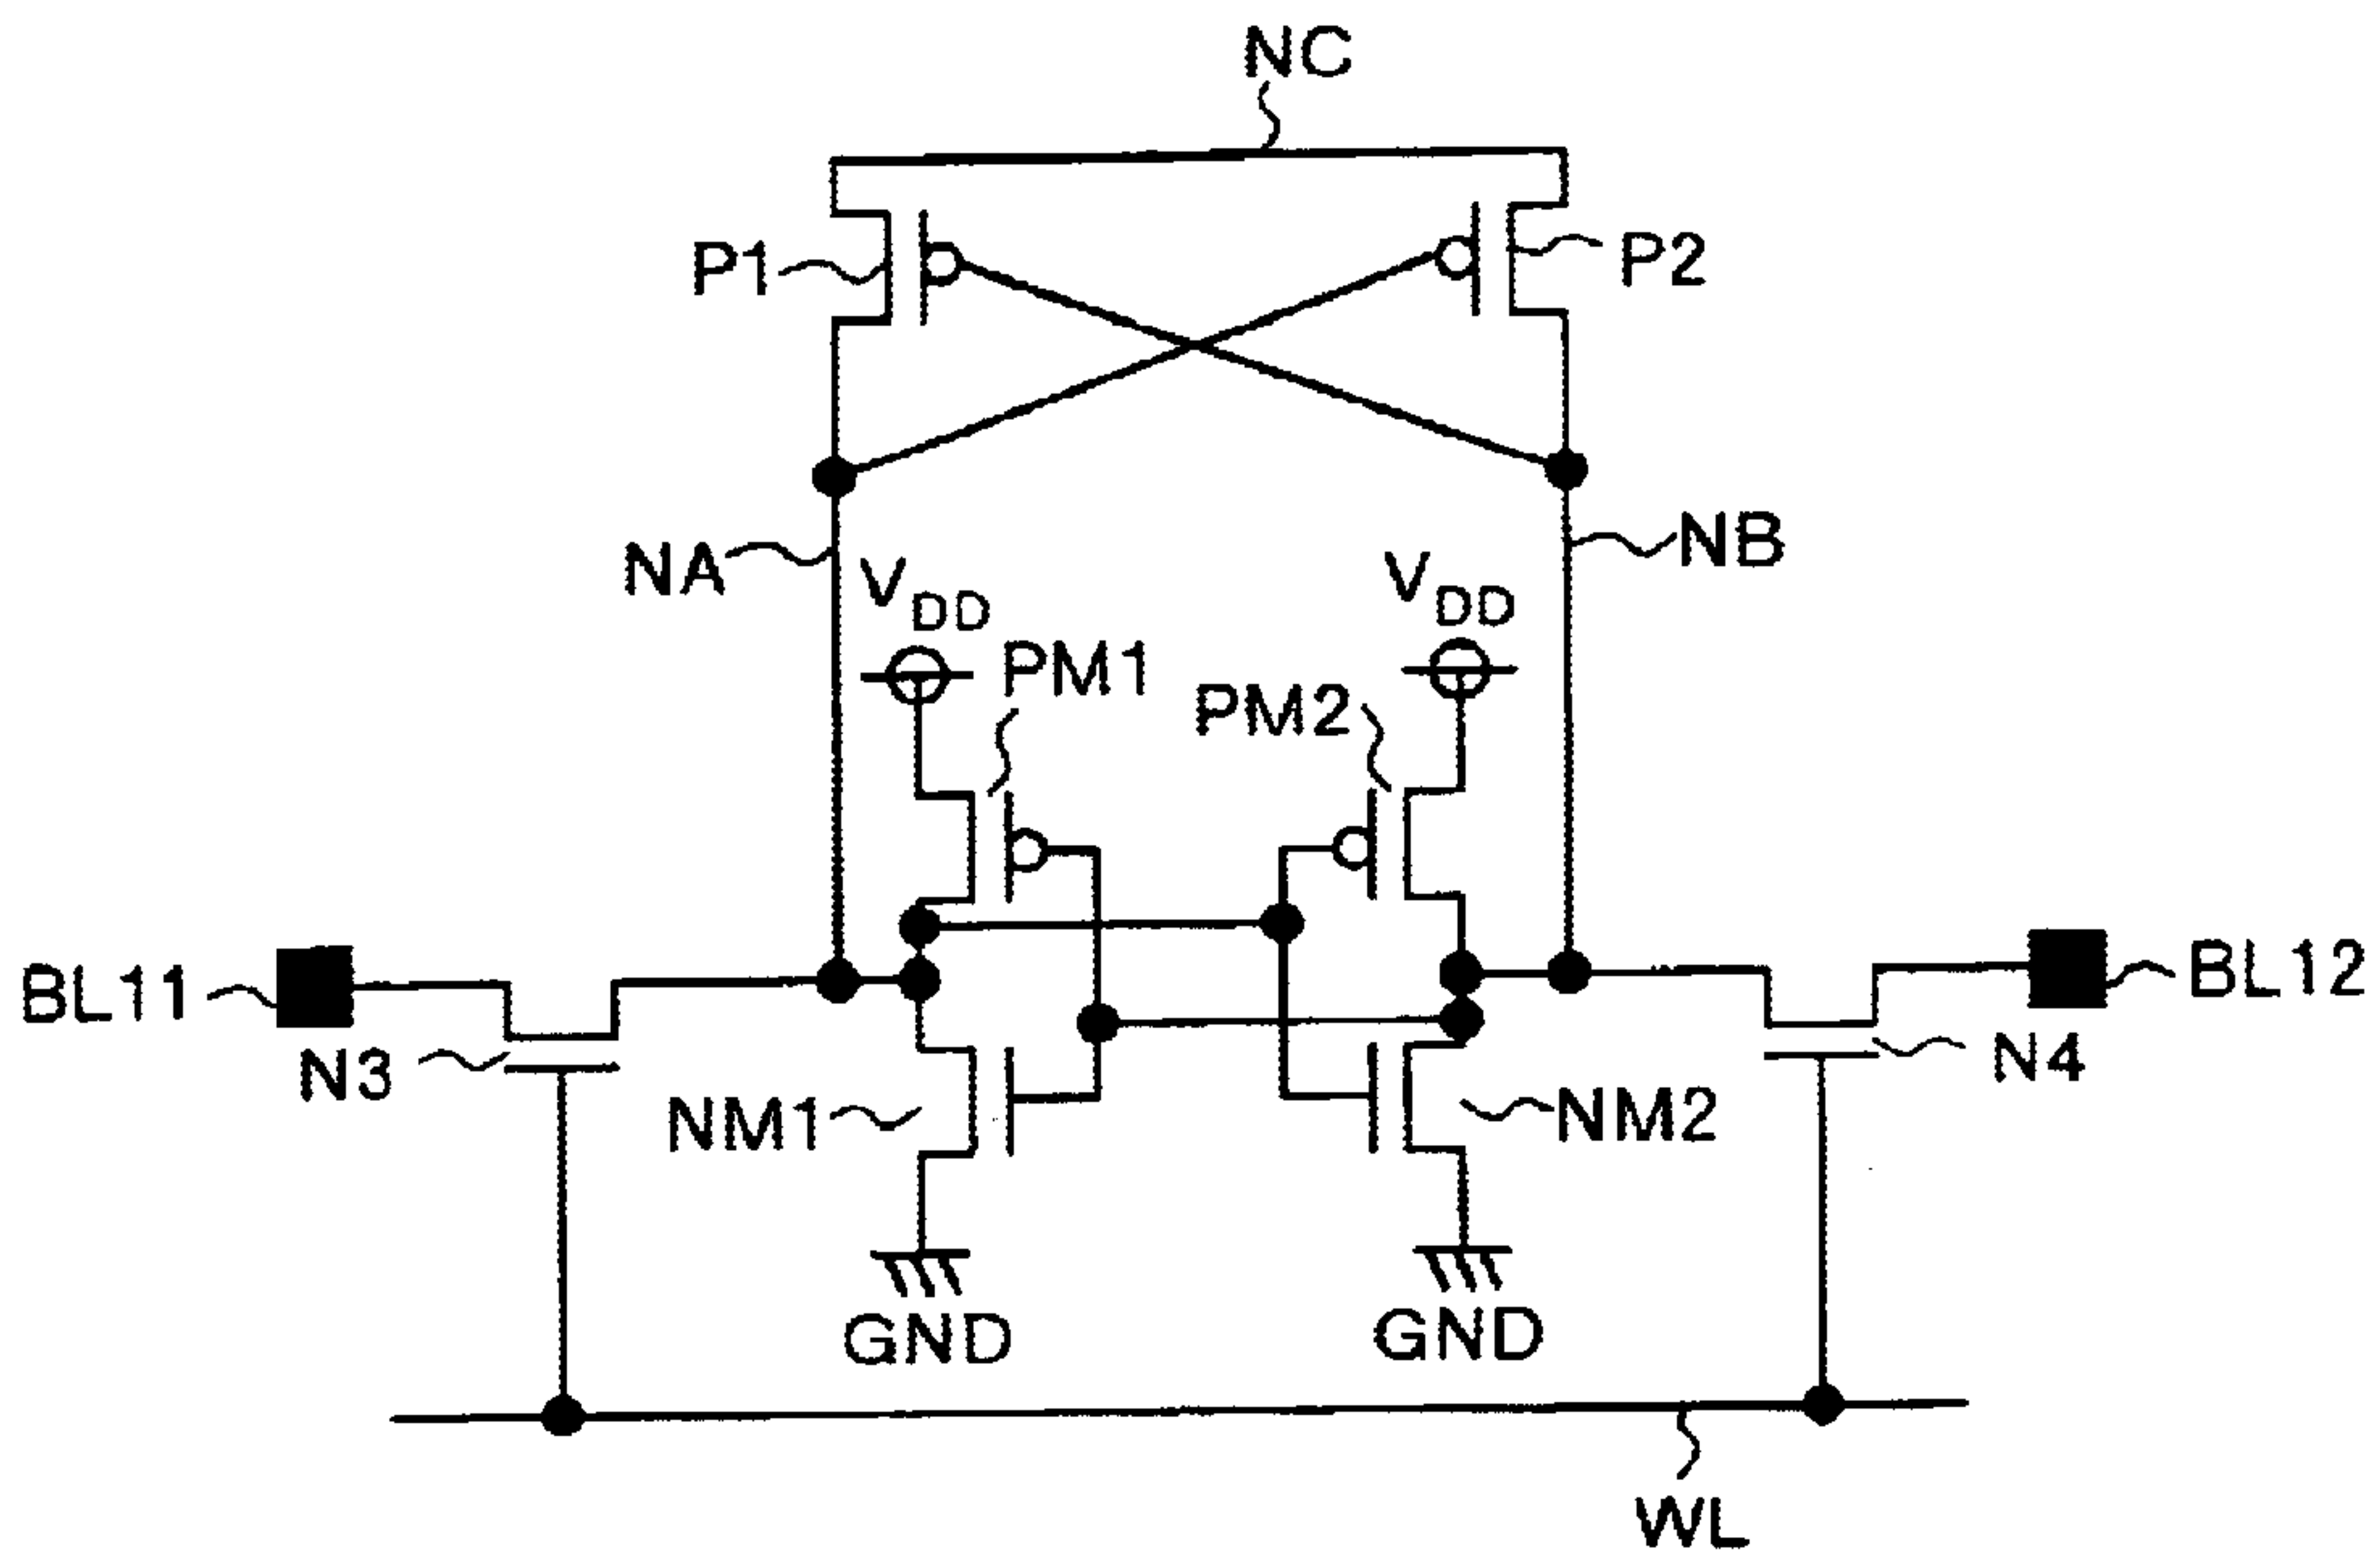 NC
P1
P2
NA
NB
VDD
VDD
PM1
PM2
BL11
BL12
N3
N4
NM1
NM2
GND
GND
WL